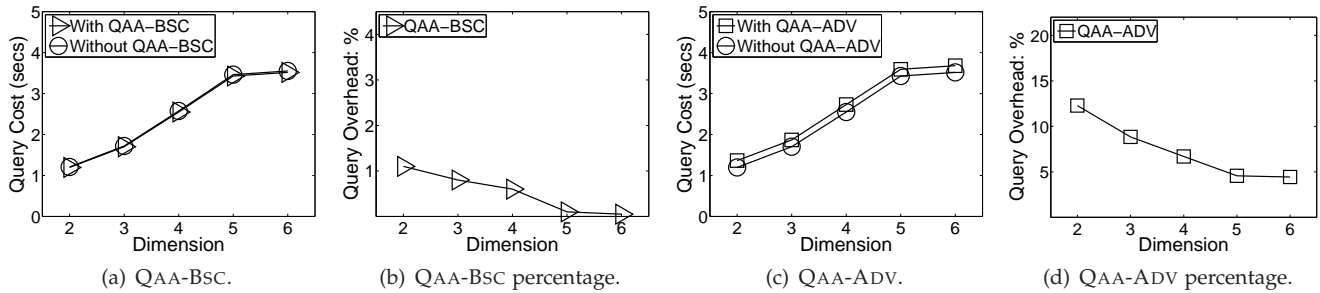 5
4
3
2
1
0
Query Cost (secs)
With QAA-BSC
Without QAA-BSC
2 3 4 5 6
Dimension
(a) QAA-BSC.
4
3
2
1
Query Overhead: %
QAA-BSC
2 3 4 5 6
Dimension
(b) QAA-BSC percentage.
5
4
3
2
1
0
Query Cost (secs)
With QAA-ADV
Without QAA-ADV
2 3 4 5 6
Dimension
(c) QAA-ADV.
20
15
10
5
Query Overhead: %
QAA-ADV
2 3 4 5 6
Dimension
(d) QAA-ADV percentage.